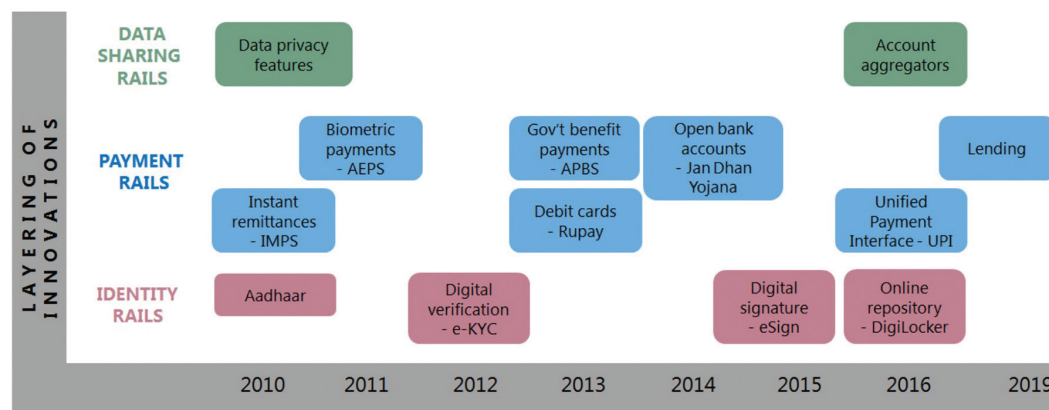 LAYERING OF
INNOVATIONS
DATA
SHARING
RAILS
Data privacy
features
Account
aggregators
PAYMENT
RAILS
Biometric
payments
- AEPS
Gov't benefit
payments
- APBS
Open bank
accounts
- Jan Dhan
Yojana
Lending
Instant
remittances
- IMPS
Debit cards
- Rupay
Unified
Payment
Interface - UPI
IDENTITY
RAILS
Aadhaar
Digital
verification
- e-KYC
Digital
signature
- eSign
Online
repository
- DigiLocker
2010 2011 2012 2013 2014 2015 2016 2019